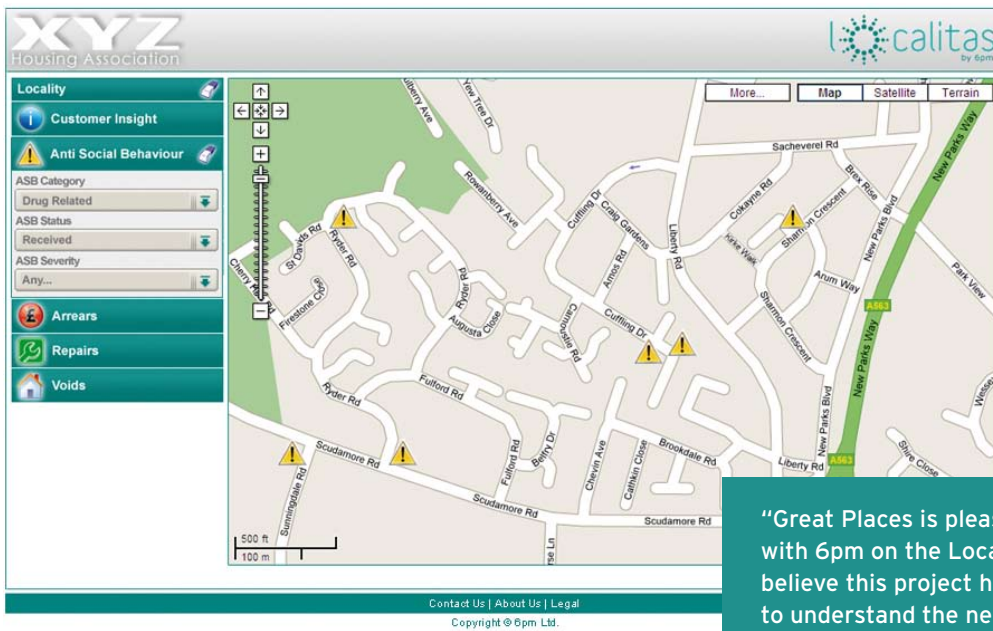 XYZ
Housing Association
localitas
by 6pm
Locality
Customer Insight
Anti Social Behaviour
ASB Category
Drug Related
ASB Status
Received
ASB Severity
Any...
Arrears
Repairs
Voids
More...
Map
Satellite
Terrain
Yew Tree Dr
Sacheverel Rd
New Parks Way
Rowanberry Ave
Cuffling Dr
Craig Gardens
Liberty Rd
Cokayne Rd
Brex Rise
Sharmon Crescent
New Parks Blvd
Kirke Walk
St Davids Rd
Ryder Rd
Amos Rd
Arum Way
Park View
Ryder Rd
Firestone Close
Augusta Close
Carnoustie Rd
Cuffling Dr
Sharmon Crescent
A563
New Parks Way
Ryder Rd
Fulford Rd
New Parks Blvd
Scudamore Rd
Fulford Rd
Belfry Dr
Chevin Ave
Cathkin Close
Brookdale Rd
Liberty Rd
A563
Shire Close
Sunningdale Rd
Scudamore Rd
Scudamore Rd
500 ft
100 m
Contact Us | About Us | Legal
Copyright © 6pm Ltd.
“Great Places is pleas
with 6pm on the Loca
believe this project h
to understand the ne